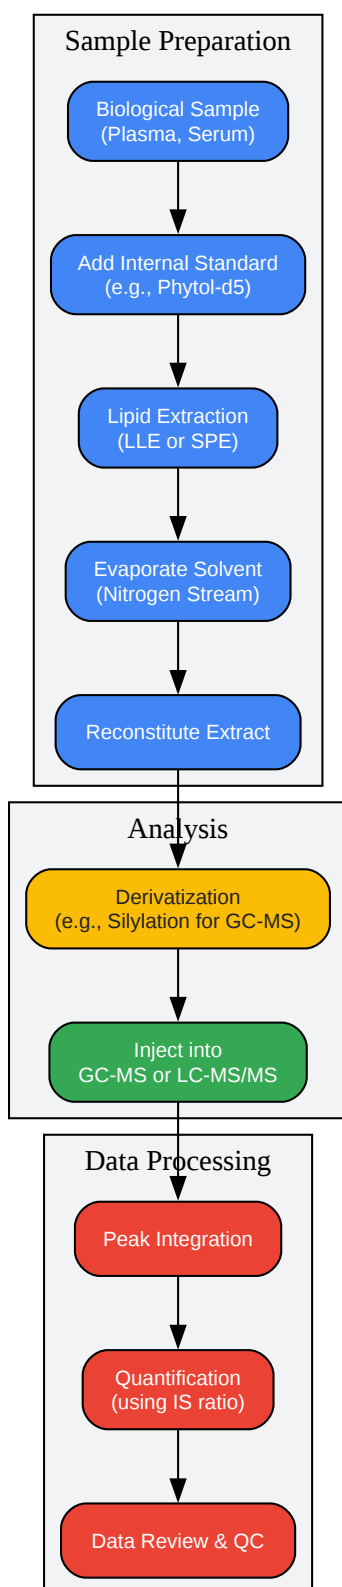 Sample Preparation
Biological Sample
(Plasma, Serum)
Add Internal Standard
(e.g., Phytol-d5)
Lipid Extraction
(LLE or SPE)
Evaporate Solvent
(Nitrogen Stream)
Reconstitute Extract
Analysis
Derivatization
(e.g., Silylation for GC-MS)
Inject into
GC-MS or LC-MS/MS
Data Processing
Peak Integration
Quantification
(using IS ratio)
Data Review & QC